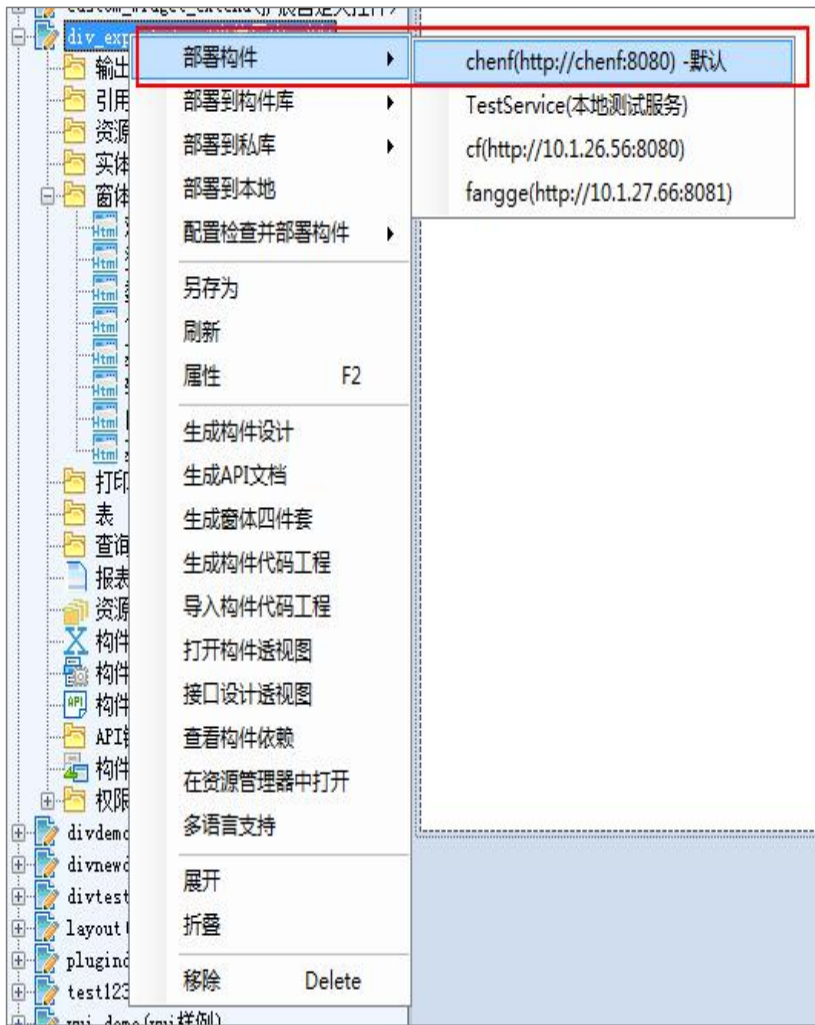 div_exp
部署构件
chenf(http://chenf:8080) -默认
输出
引用
部署到构件库
TestService(本地测试服务)
资源
部署到私库
cf(http://10.1.26.56:8080)
实体
部署到本地
fangge(http://10.1.27.66:8081)
窗体
Html
配置检查并部署构件
Html
Html
另存为
Html
刷新
Html
属性 F2
Html
Html
生成构件设计
Html
打印
生成API文档
表
生成窗体四件套
查询
生成构件代码工程
报表
资源
导入构件代码工程
构件
打开构件透视图
构件
API
构件
接口设计透视图
API
查看构件依赖
构件
在资源管理器中打开
权限
divdemo
多语言支持
divnew
divtest
展开
layout
折叠
plugin
test123
移除 Delete